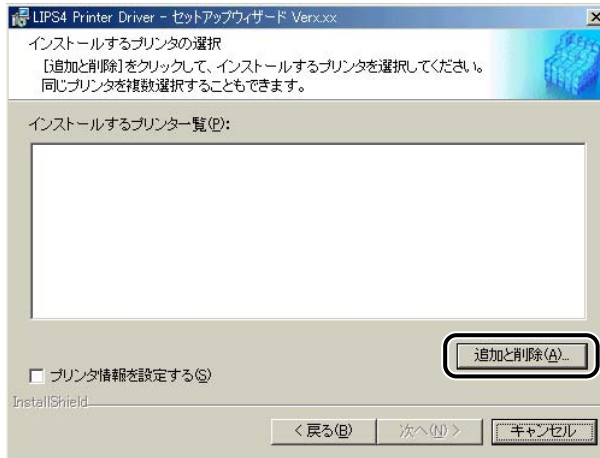 LIPS4 Printer Driver - セットアップウィザード Verx.xx
インストールするプリンタの選択
[追加と削除]をクリックして、インストールするプリンタを選択してください。
同じプリンタを複数選択することもできます。
インストールするプリンター覧(P):
追加と削除(A)...
プリンタ情報を設定する(S)
InstallShield
< 戻る(B)
次へ(N) >
キャンセル